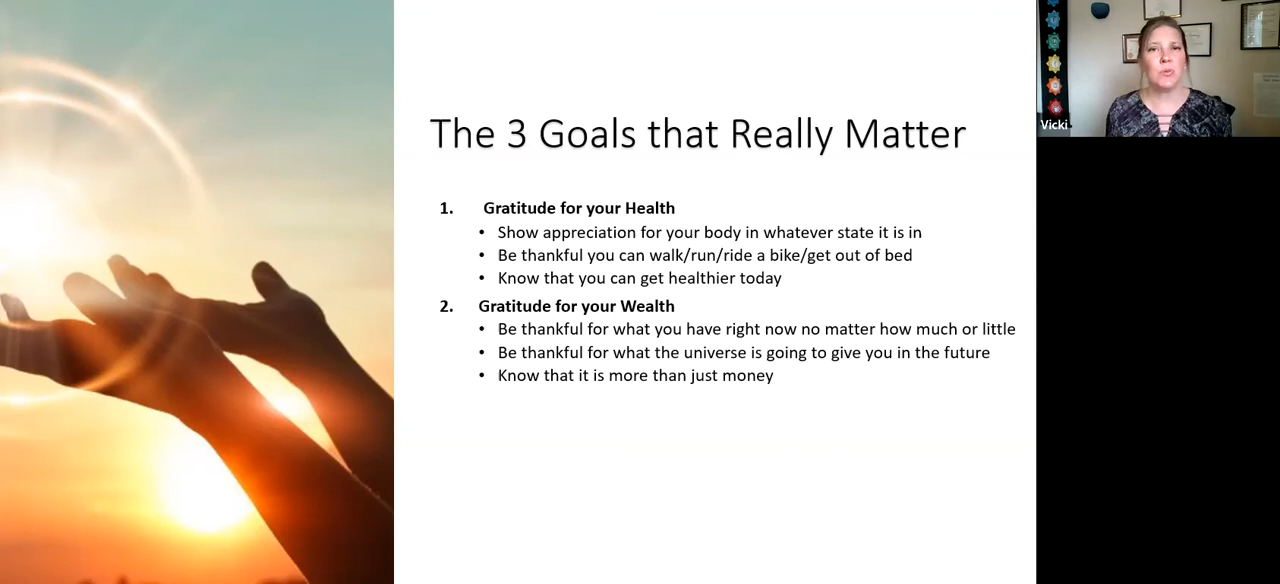 The 3 Goals that Really Matter
1. Gratitude for your Health
• Show appreciation for your body in whatever state it is in
• Be thankful you can walk/run/ride a bike/get out of bed
• Know that you can get healthier today
2. Gratitude for your Wealth
• Be thankful for what you have right now no matter how much or little
• Be thankful for what the universe is going to give you in the future
• Know that it is more than just money
Vicki